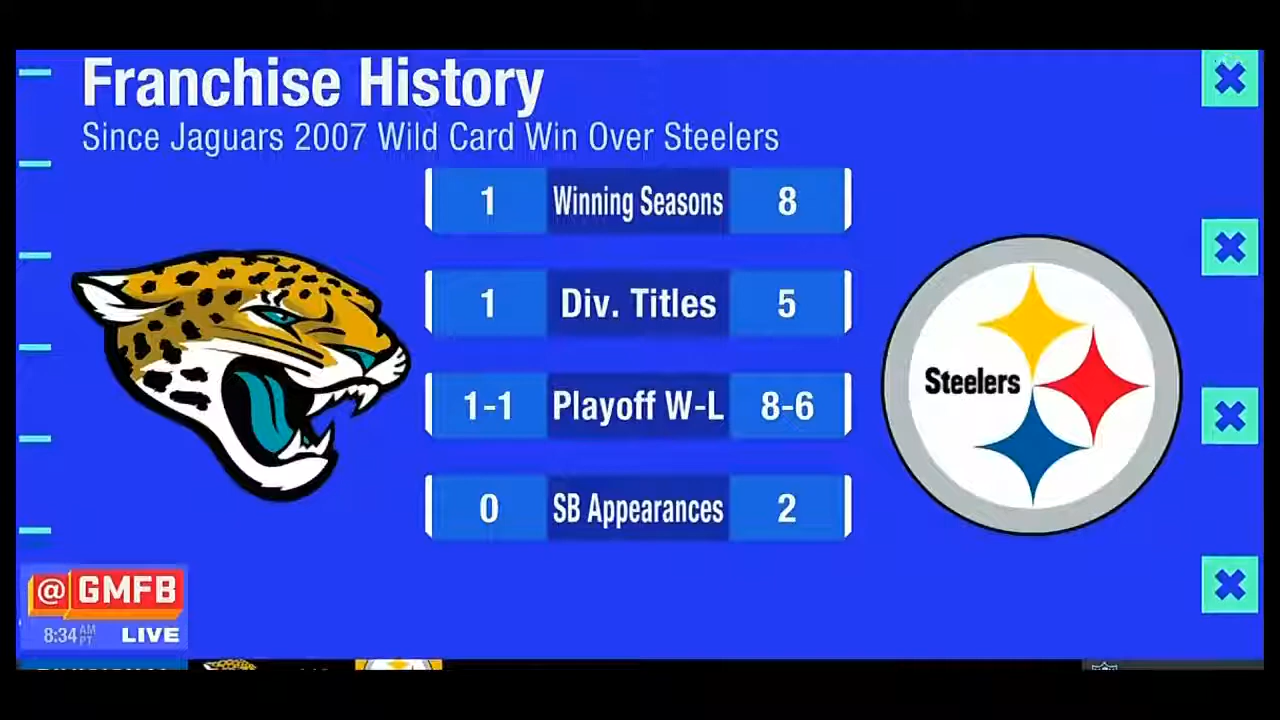 Franchise History
Since Jaguars 2007 Wild Card Win Over Steelers
1 Winning Seasons 8
1 Div. Titles 5
1-1 Playoff W-L 8-6
0 SB Appearances 2
Steelers
@GMFB
8:34 AM PT LIVE